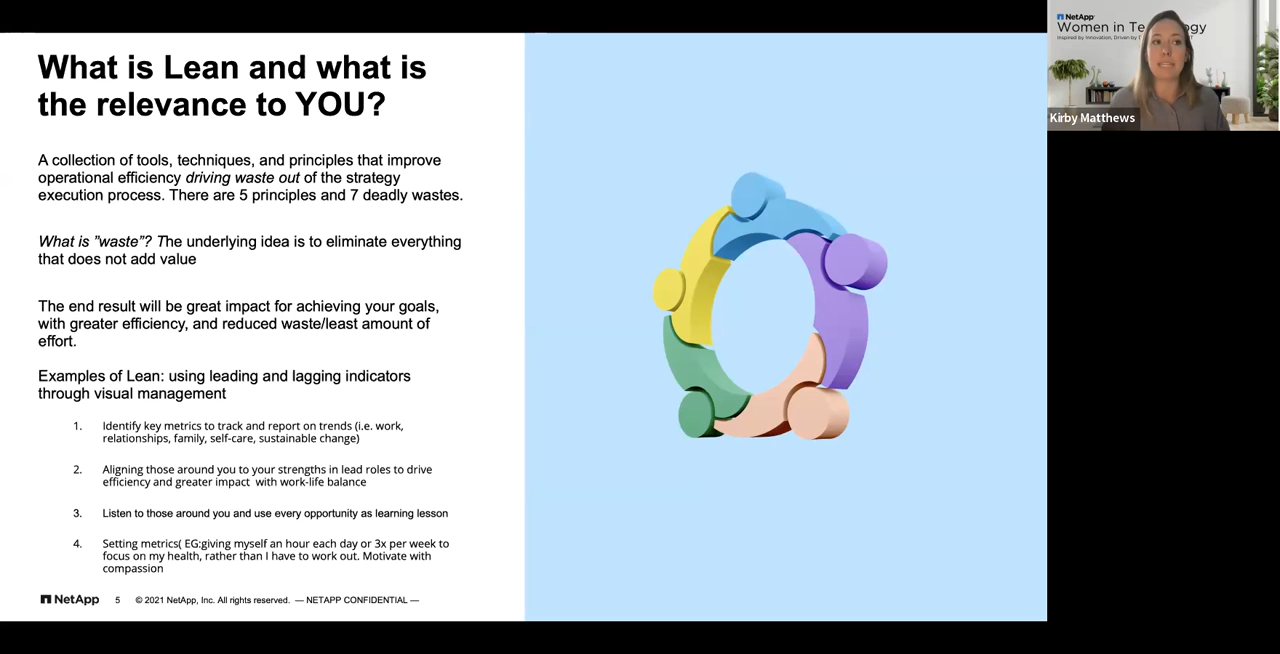 What is Lean and what is
the relevance to YOU?
A collection of tools, techniques, and principles that improve
operational efficiency driving waste out of the strategy
execution process. There are 5 principles and 7 deadly wastes.
What is ”waste”? The underlying idea is to eliminate everything
that does not add value
The end result will be great impact for achieving your goals,
with greater efficiency, and reduced waste/least amount of
effort.
Examples of Lean: using leading and lagging indicators
through visual management
1. Identify key metrics to track and report on trends (i.e. work,
relationships, family, self-care, sustainable change)
2. Aligning those around you to your strengths in lead roles to drive
efficiency and greater impact with work-life balance
3. Listen to those around you and use every opportunity as learning lesson
4. Setting metrics( EG:giving myself an hour each day or 3x per week to
focus on my health, rather than I have to work out. Motivate with
compassion
NetApp 5 © 2021 NetApp, Inc. All rights reserved. — NETAPP CONFIDENTIAL —
NetApp
Women in Te ogy
Inspired by Innovation, Driven by
Kirby Matthews